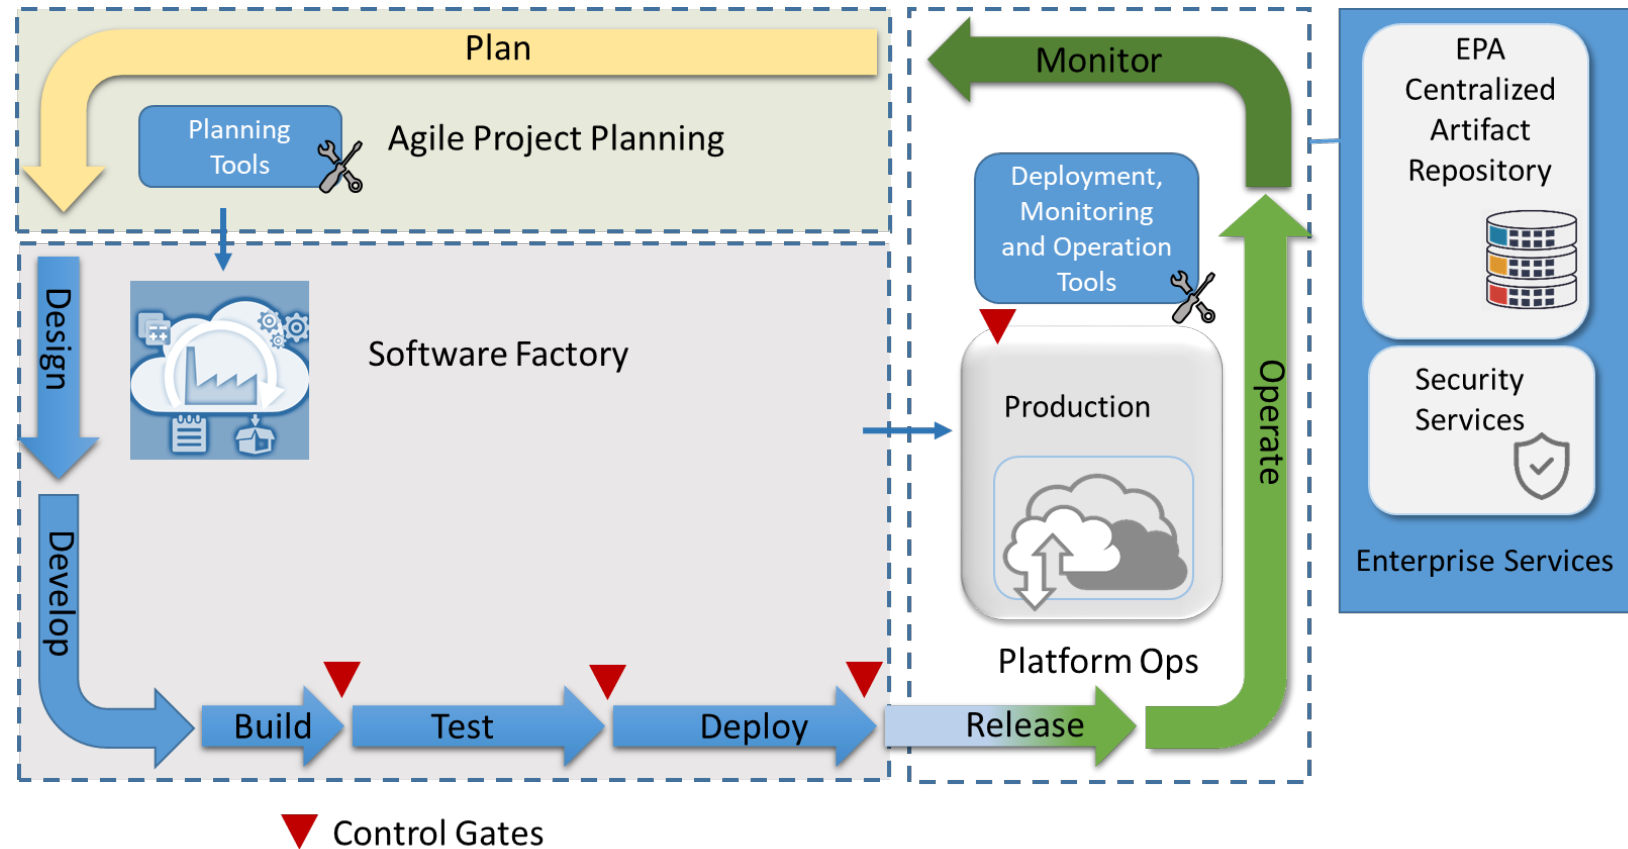 Plan
Planning
Tools
Agile Project Planning
Design
Software Factory
Develop
Build
Test
Deploy
Release
Control Gates
Monitor
Deployment,
Monitoring
and Operation
Tools
Production
Operate
Platform Ops
EPA
Centralized
Artifact
Repository
Security
Services
Enterprise Services